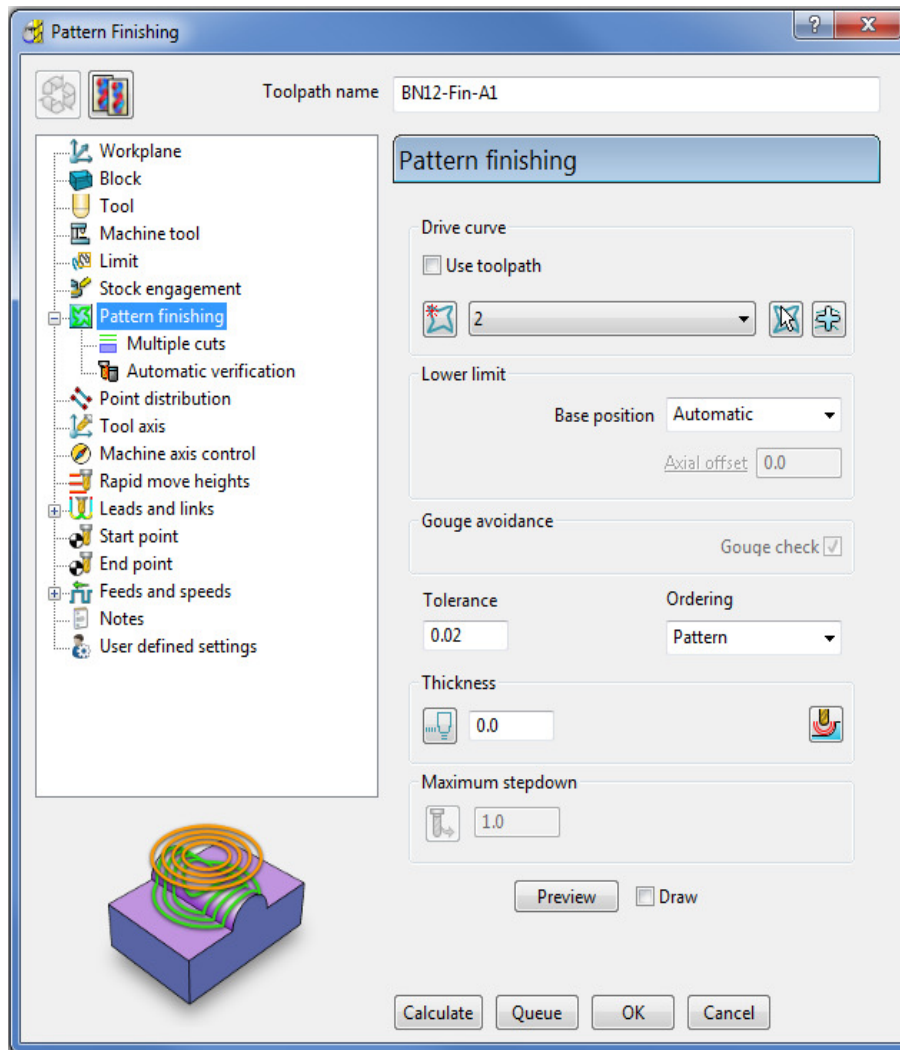 Pattern Finishing
?
Toolpath name BN12-Fin-A1
Workplane
Block
Tool
Machine tool
Limit
Stock engagement
Pattern finishing
Multiple cuts
Automatic verification
Point distribution
Tool axis
Machine axis control
Rapid move heights
Leads and links
Start point
End point
Feeds and speeds
Notes
User defined settings
Pattern finishing
Drive curve
Use toolpath
2
Lower limit
Base position Automatic
Axial offset 0.0
Gouge avoidance
Gouge check
Tolerance Ordering
0.02 Pattern
Thickness
0.0
Maximum stepdown
1.0
Preview Draw
Calculate Queue OK Cancel